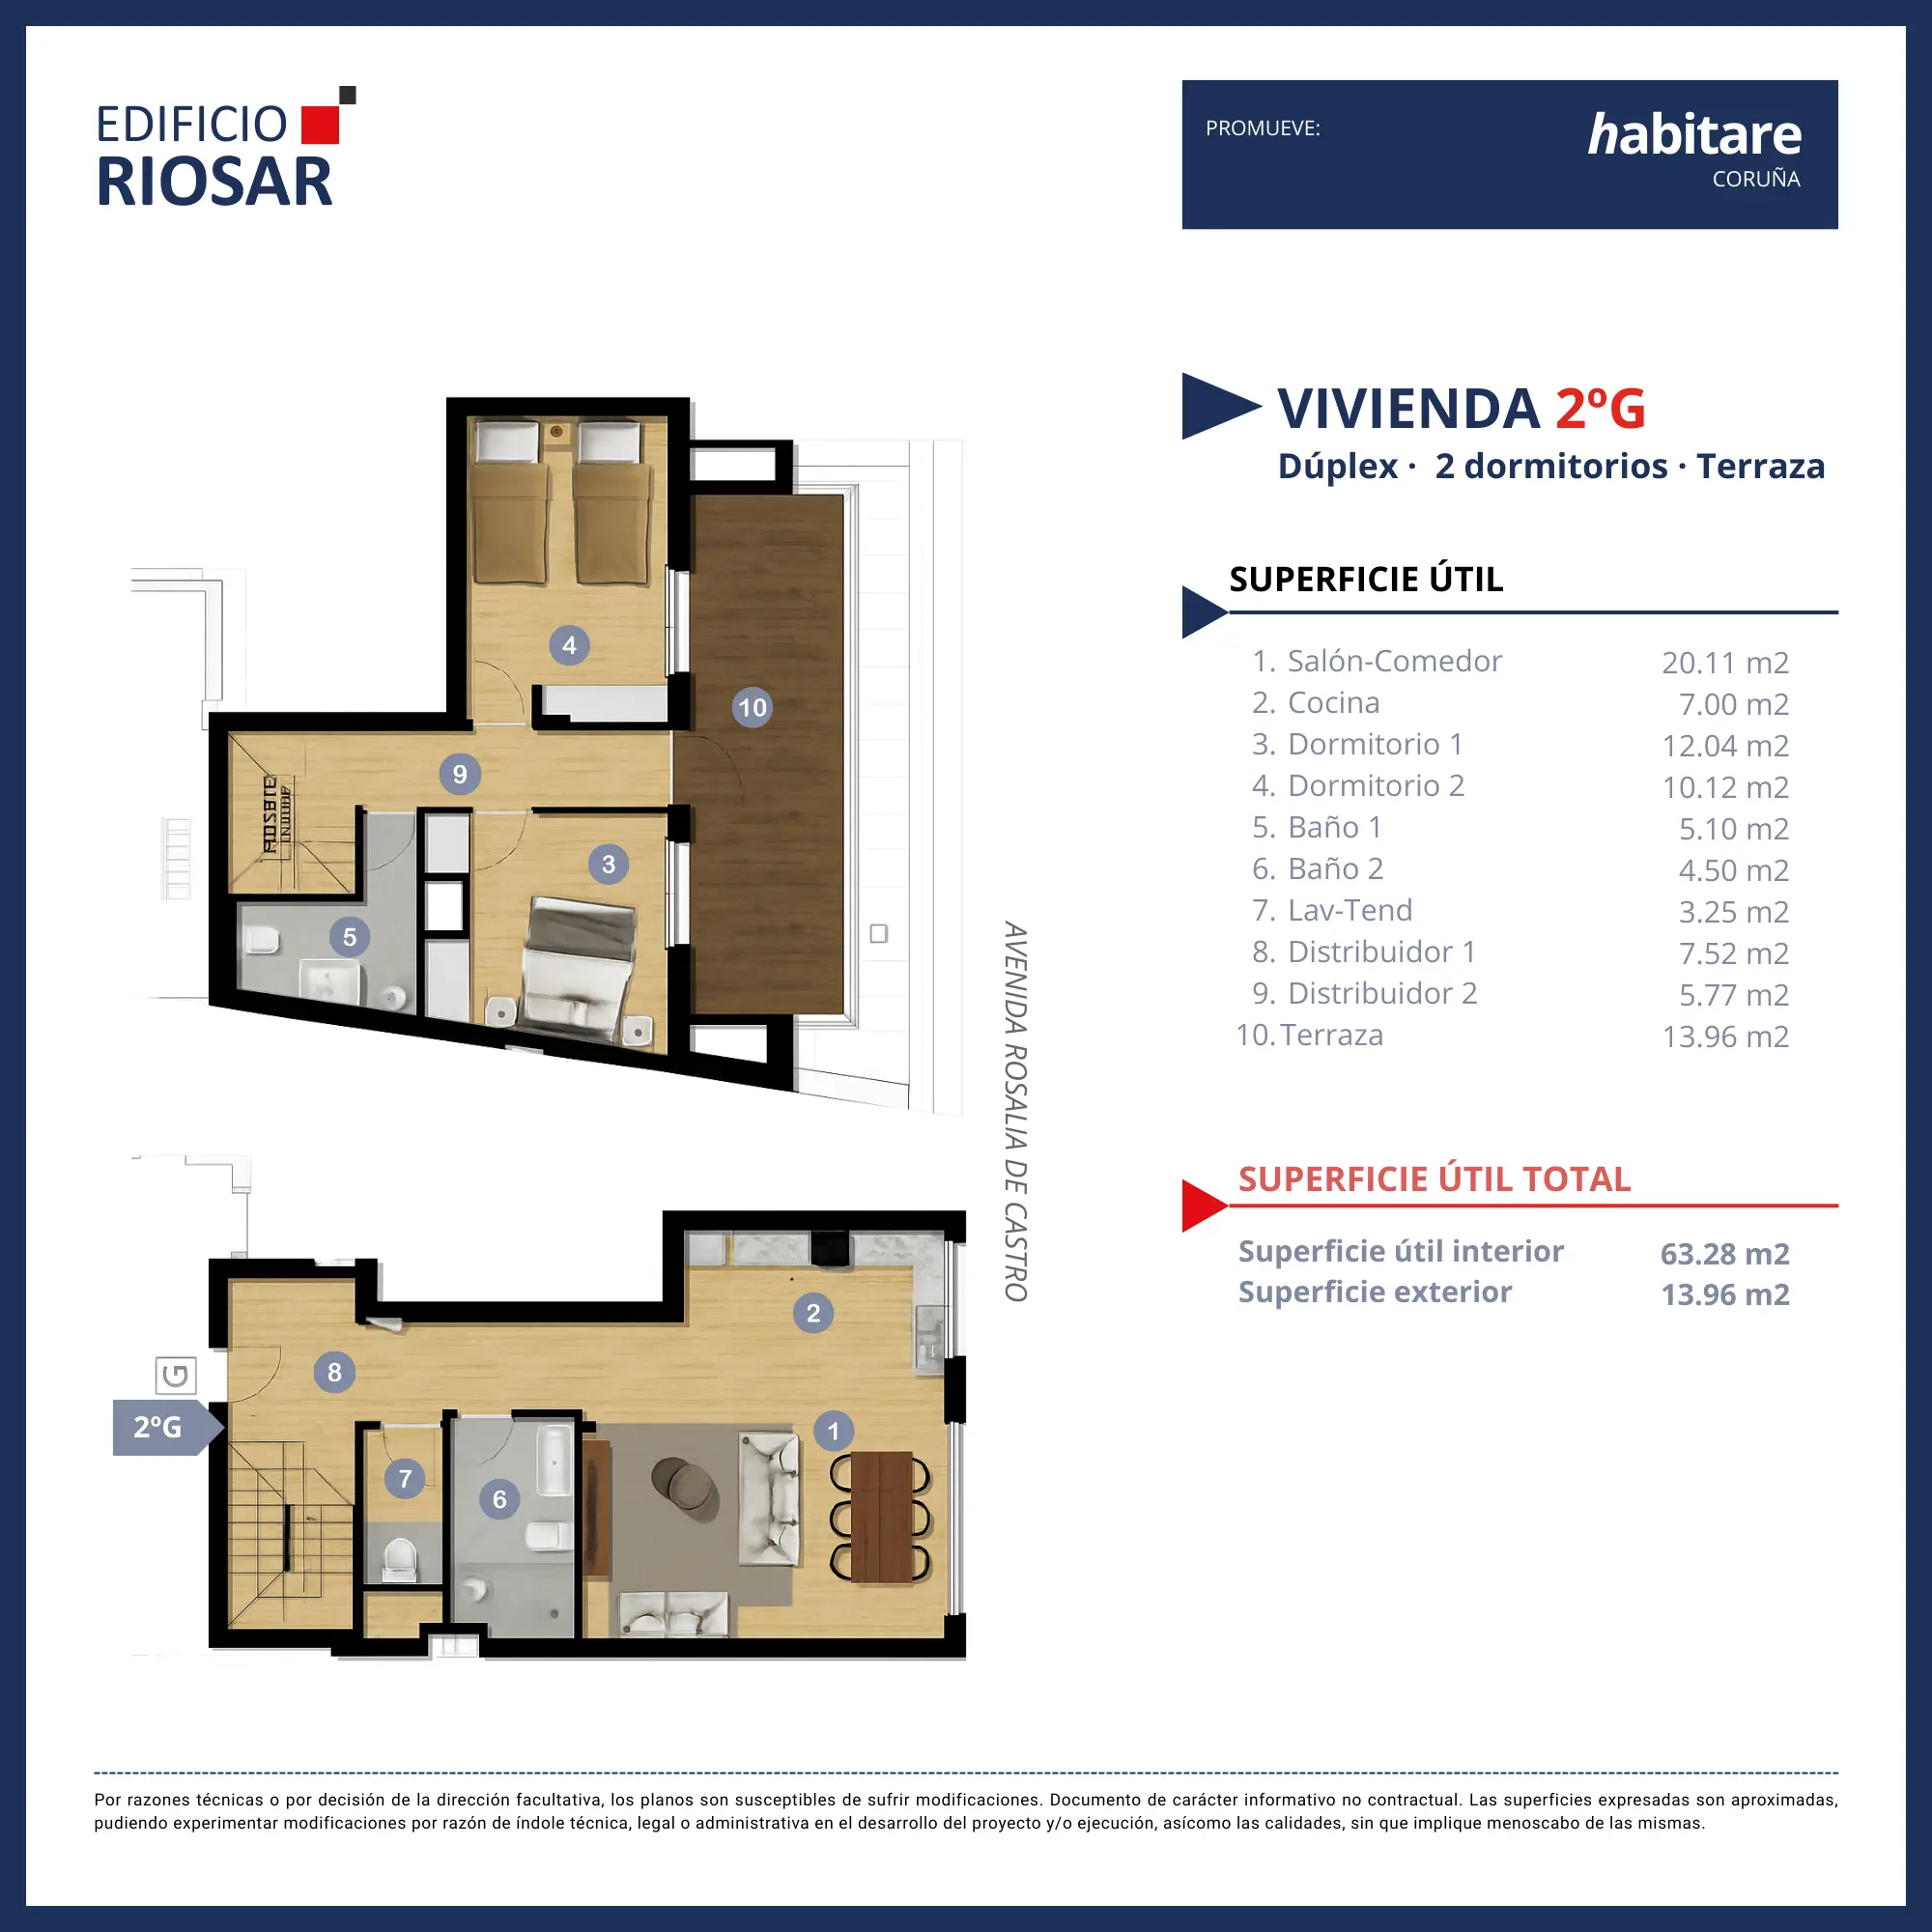 EDIFICIO
RIOSAR
PROMUEVE:
habitare
CORUÑA
VIVIENDA 2ºG
Dúplex · 2 dormitorios · Terraza
SUPERFICIE ÚTIL
1. Salón-Comedor 20.11 m2
2. Cocina 7.00 m2
3. Dormitorio 1 12.04 m2
4. Dormitorio 2 10.12 m2
5. Baño 1 5.10 m2
6. Baño 2 4.50 m2
7. Lav-Tend 3.25 m2
8. Distribuidor 1 7.52 m2
9. Distribuidor 2 5.77 m2
10. Terraza 13.96 m2
SUPERFICIE ÚTIL TOTAL
Superficie útil interior 63.28 m2
Superficie exterior 13.96 m2
4
10
9
3
5
AVENIDA ROSALIA DE CASTRO
2
8
G
2ºG
1
7
6
Por razones técnicas o por decisión de la dirección facultativa, los planos son susceptibles de sufrir modificaciones. Documento de carácter informativo no contractual. Las superficies expresadas son aproximadas,
pudiendo experimentar modificaciones por razón de índole técnica, legal o administrativa en el desarrollo del proyecto y/o ejecución, asícomo las calidades, sin que implique menoscabo de las mismas.